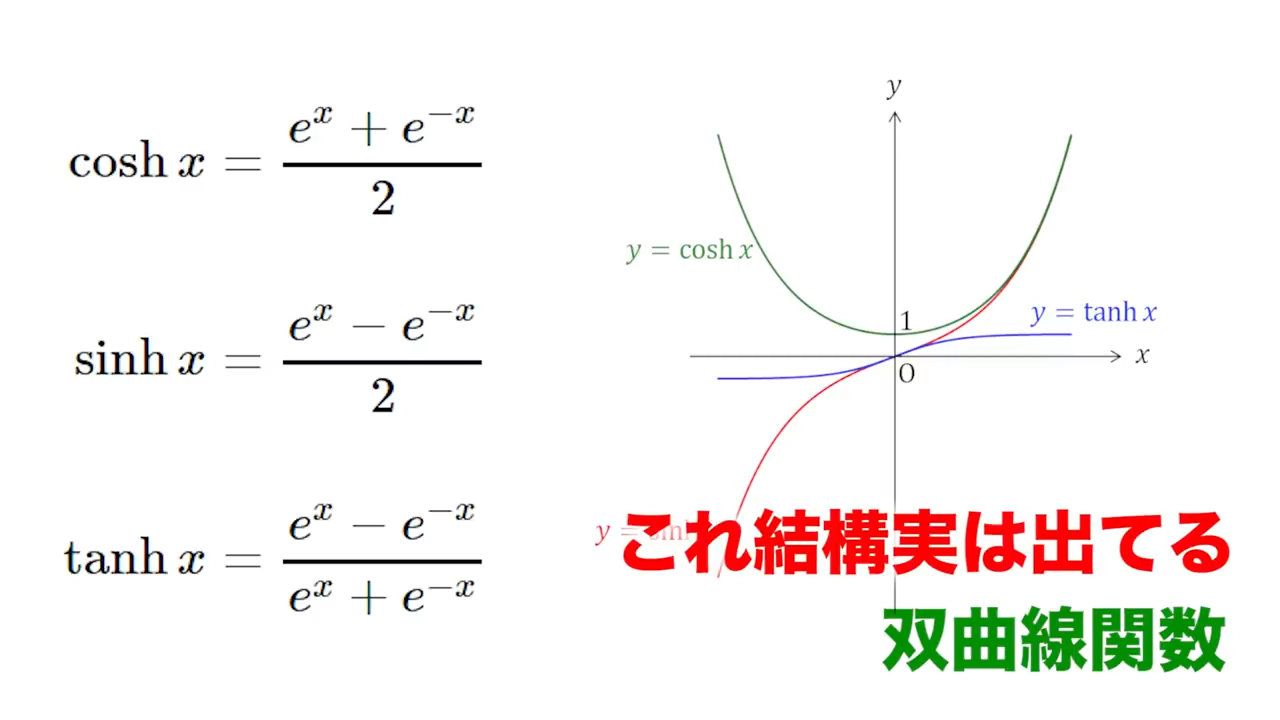 cosh x = (e^x + e^{-x}) / 2
sinh x = (e^x − e^{-x}) / 2
tanh x = (e^x − e^{-x}) / (e^x + e^{-x})
y
y = cosh x
1
y = tanh x
x
0
y =
これ結構実は出てる
双曲線関数